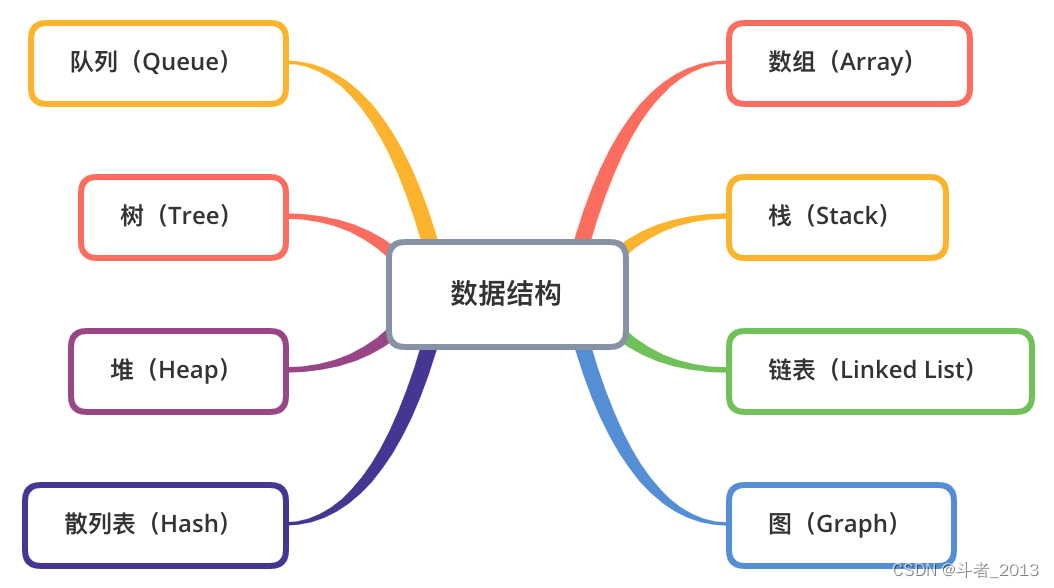 队列（Queue）
数组（Array）
树（Tree）
栈（Stack）
数据结构
堆（Heap）
链表（Linked List）
散列表（Hash）
图（Graph）
CSDN @斗者_2013